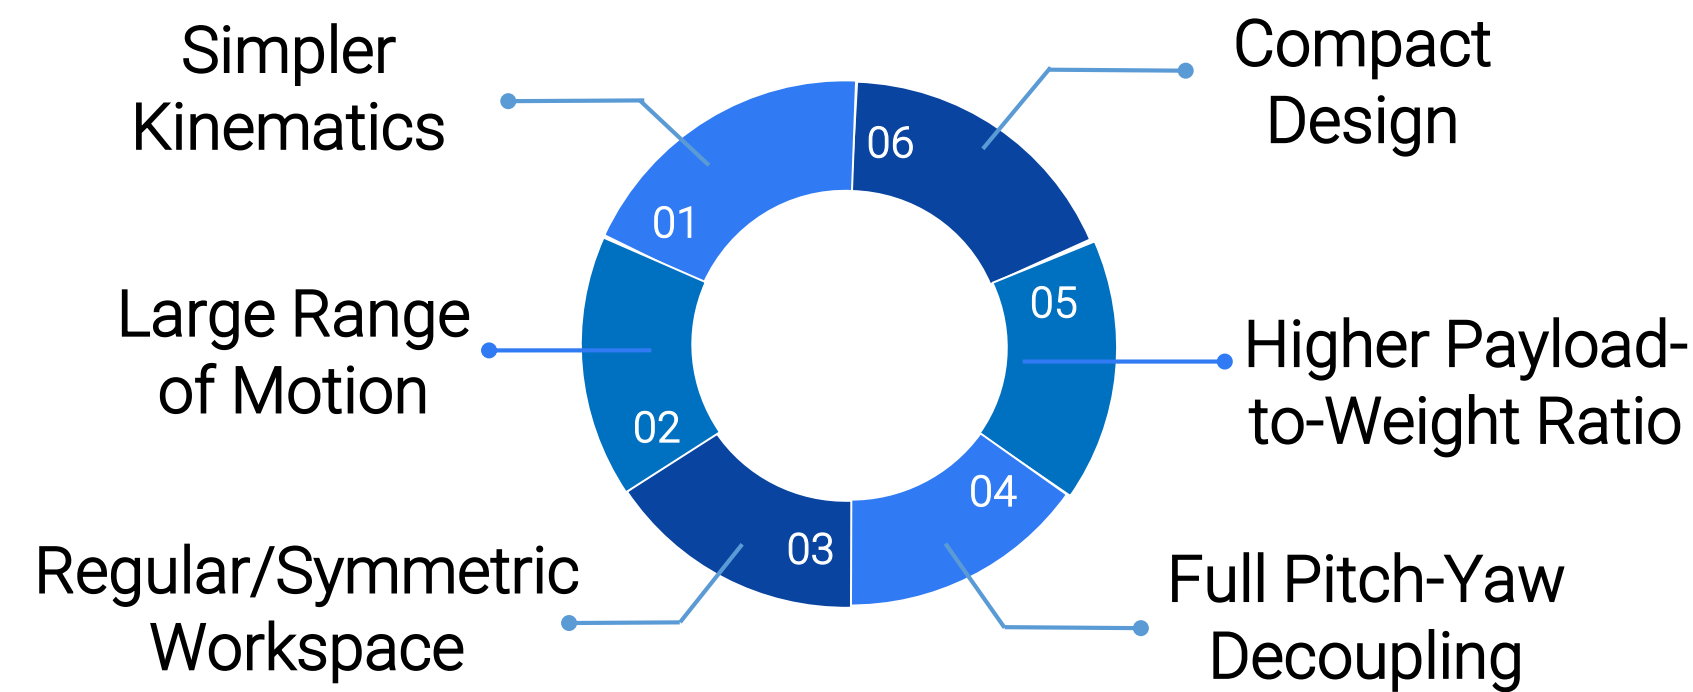 Simpler
Kinematics
01
Large Range
of Motion
02
Regular/Symmetric
Workspace
03
Full Pitch-Yaw
Decoupling
04
Higher Payload-
to-Weight Ratio
05
Compact
Design
06